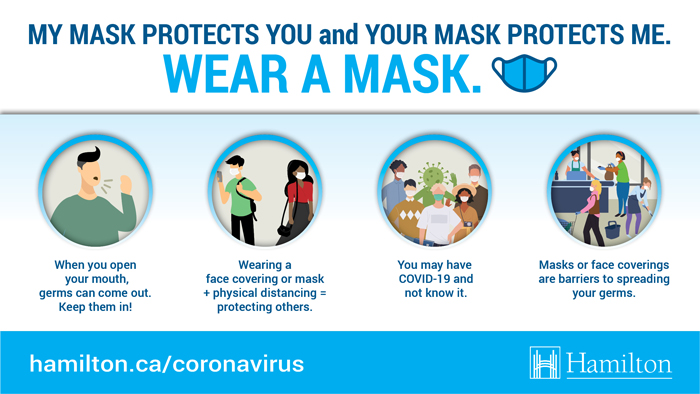 MY MASK PROTECTS YOU and YOUR MASK PROTECTS ME.
WEAR A MASK.
When you open
your mouth,
germs can come out.
Keep them in!
Wearing a
face covering or mask
+ physical distancing =
protecting others.
You may have
COVID-19 and
not know it.
Masks or face coverings
are barriers to spreading
your germs.
hamilton.ca/coronavirus
Hamilton